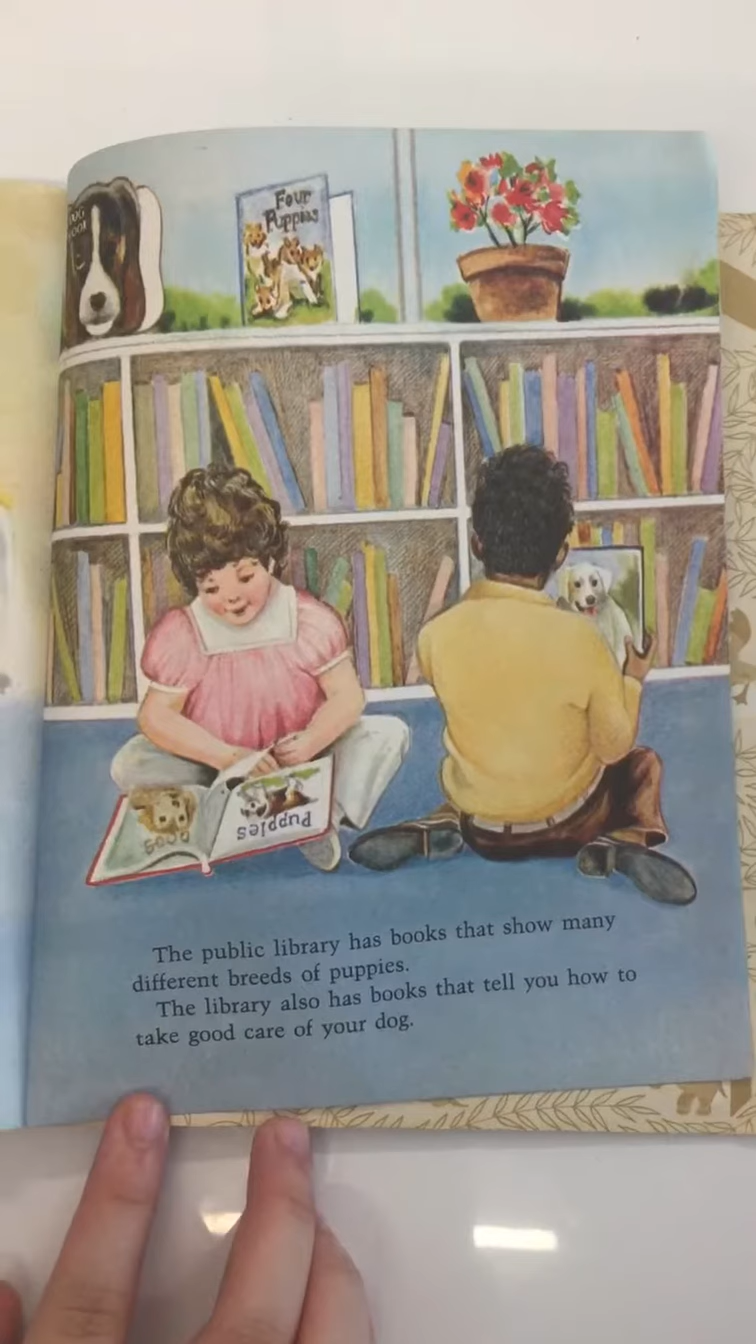 Four
Puppies
Dogs
Puppies
The public library has books that show many
different breeds of puppies.
The library also has books that tell you how to
take good care of your dog.